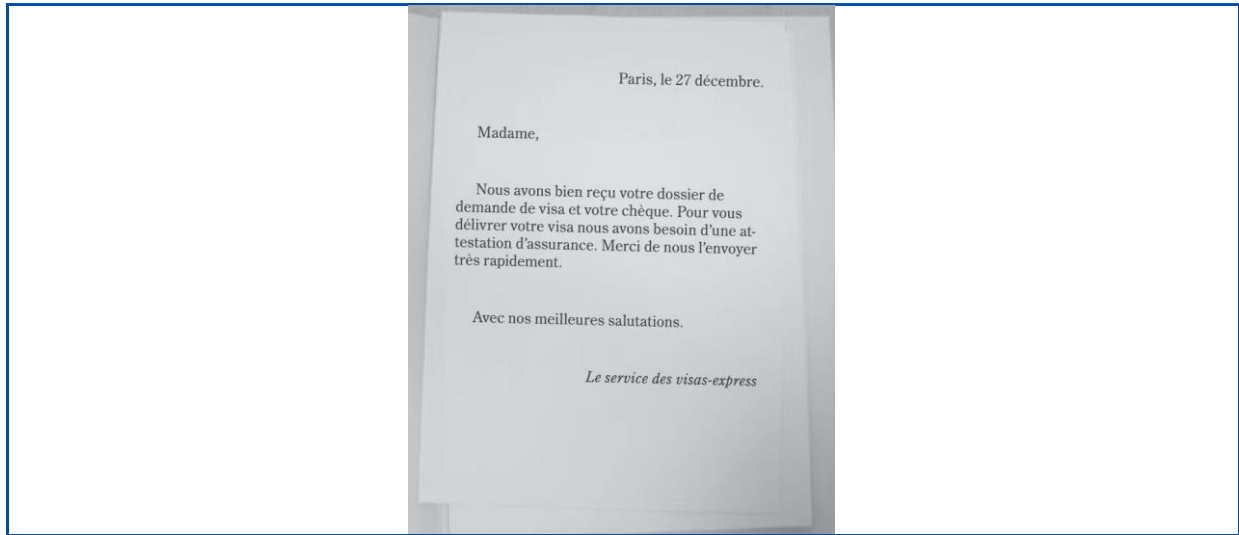 Paris, le 27 décembre.
Madame,
Nous avons bien reçu votre dossier de
demande de visa et votre chèque. Pour vous
délivrer votre visa nous avons besoin d'une at-
testation d'assurance. Merci de nous l'envoyer
très rapidement.
Avec nos meilleures salutations.
Le service des visas-express